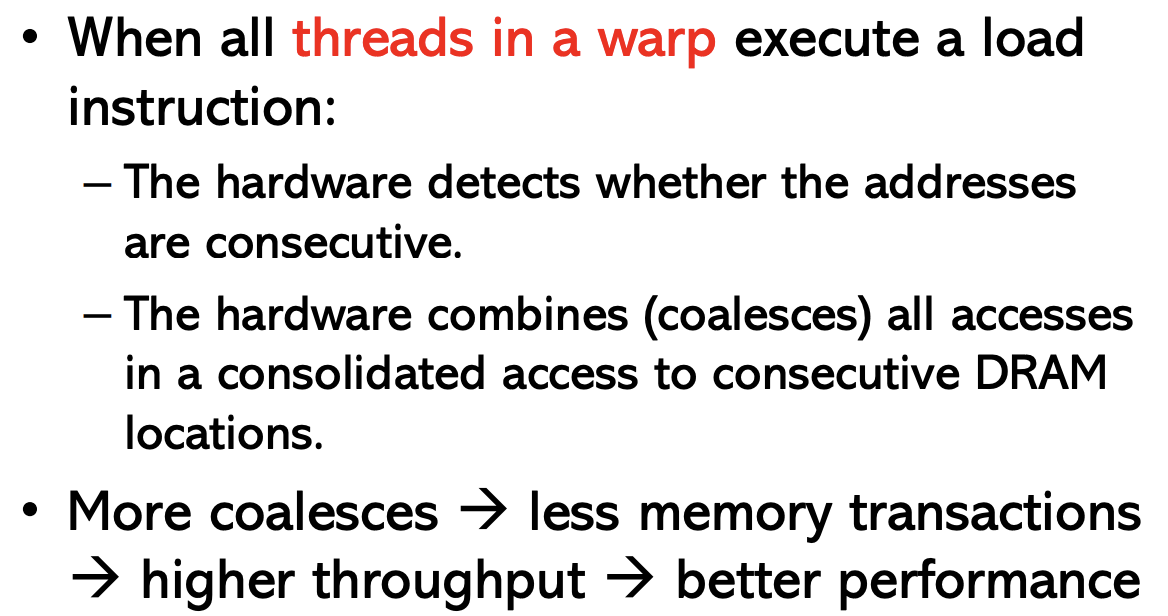 • When all threads in a warp execute a load
instruction:
– The hardware detects whether the addresses
are consecutive.
– The hardware combines (coalesces) all accesses
in a consolidated access to consecutive DRAM
locations.
• More coalesces → less memory transactions
→ higher throughput → better performance